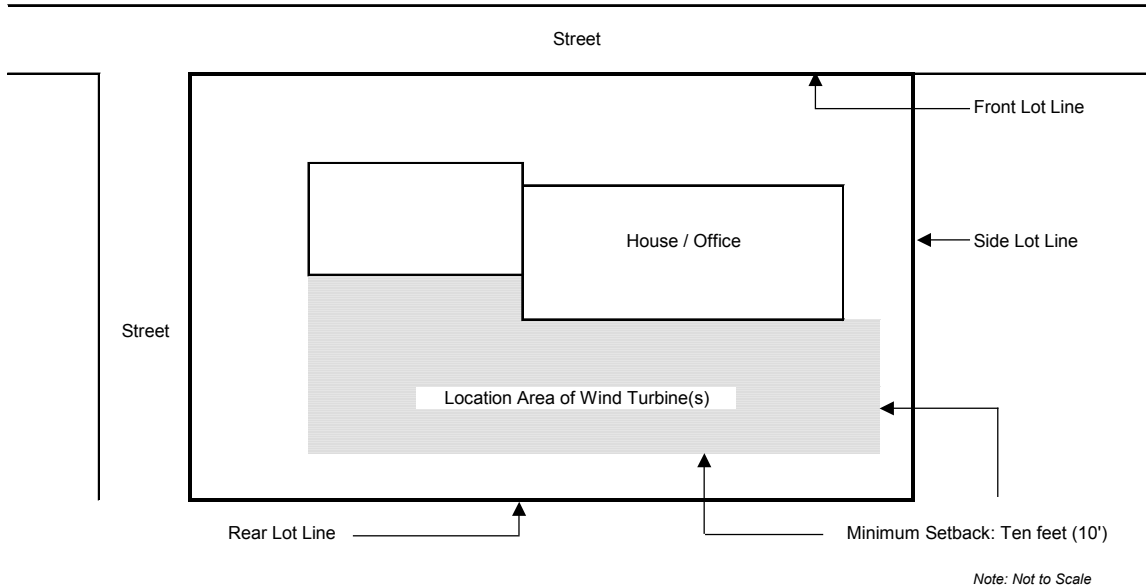 Street
Front Lot Line
House / Office
Side Lot Line
Street
Location Area of Wind Turbine(s)
Rear Lot Line
Minimum Setback: Ten feet (10')
Note: Not to Scale